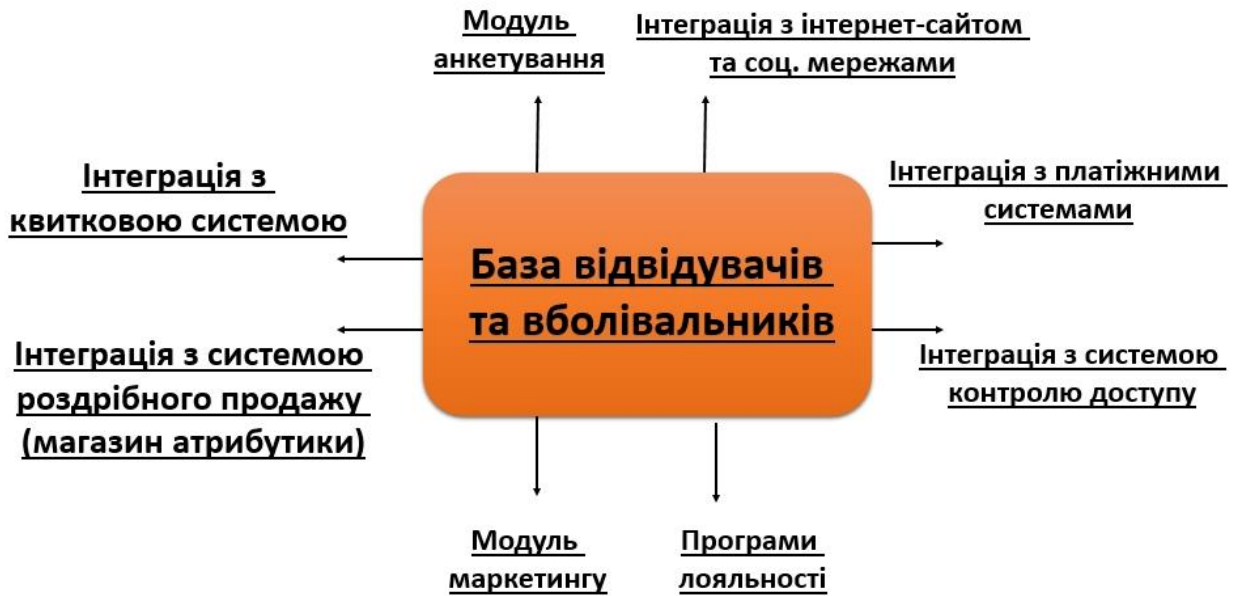 Модуль
анкетування
Інтеграція з інтернет-сайтом
та соц. мережами
Інтеграція з
квитковою системою
Інтеграція з платіжними
системами
База відвідувачів
та вболівальників
Інтеграція з системою
роздрібного продажу
(магазин атрибутики)
Інтеграція з системою
контролю доступу
Модуль
маркетингу
Програми
лояльності